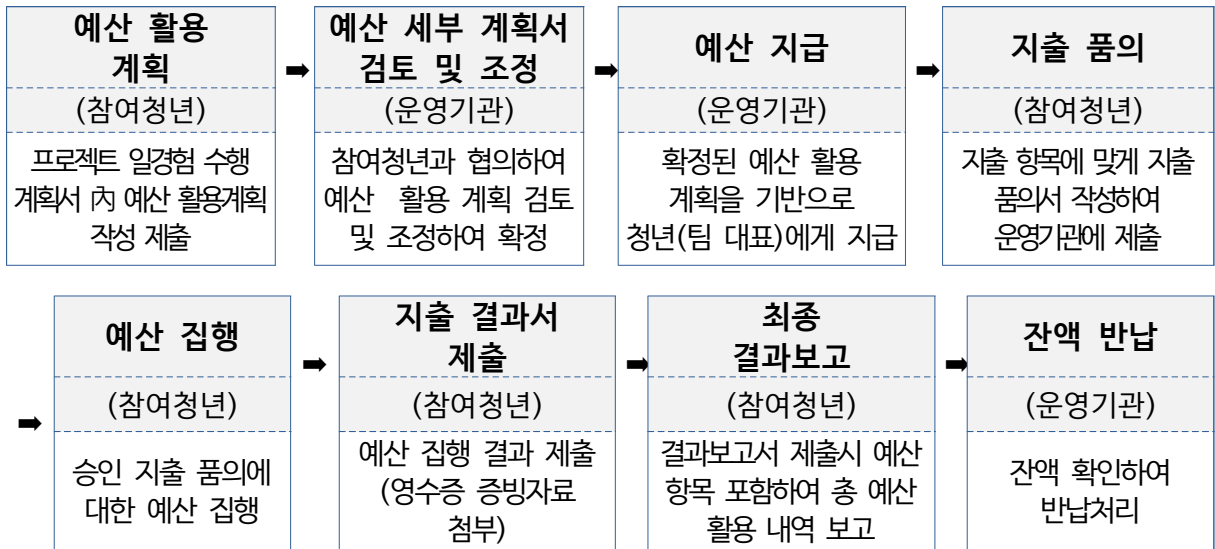 예산 활용
계획
➡
예산 세부 계획서
검토 및 조정
➡
예산 지급
➡
지출 품의
(참여청년)
(운영기관)
(운영기관)
(참여청년)
프로젝트 일경험 수행
계획서 內 예산 활용계획
작성 제출
참여청년과 협의하여
예산 활용 계획 검토
및 조정하여 확정
확정된 예산 활용
계획을 기반으로
청년(팀 대표)에게 지급
지출 항목에 맞게 지출
품의서 작성하여
운영기관에 제출
➡
예산 집행
➡
지출 결과서
제출
➡
최종
결과보고
➡
잔액 반납
(참여청년)
(참여청년)
(참여청년)
(운영기관)
승인 지출 품의에
대한 예산 집행
예산 집행 결과 제출
(영수증 증빙자료
첨부)
결과보고서 제출시 예산
항목 포함하여 총 예산
활용 내역 보고
잔액 확인하여
반납처리